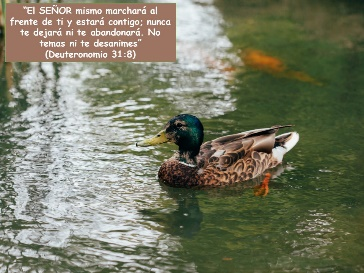 “El SEÑOR mismo marchará al
frente de ti y estará contigo; nunca
te dejará ni te abandonará. No
temas ni te desanimes”
(Deuteronomio 31:8)